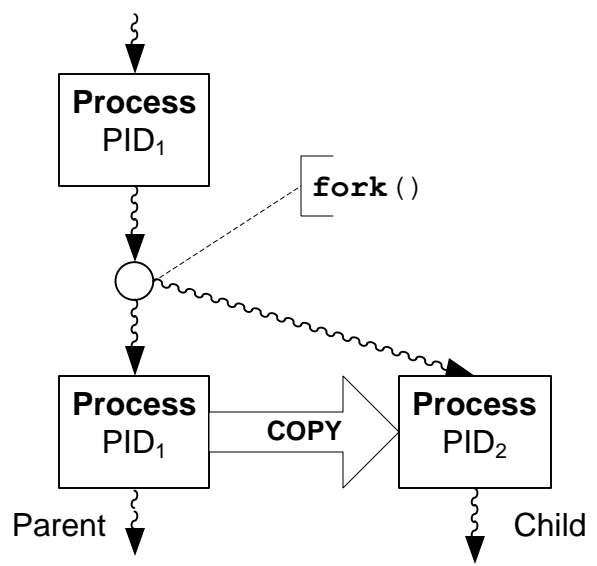 Process
PID₁
fork()
Process
PID₁
COPY
Process
PID₂
Parent
Child